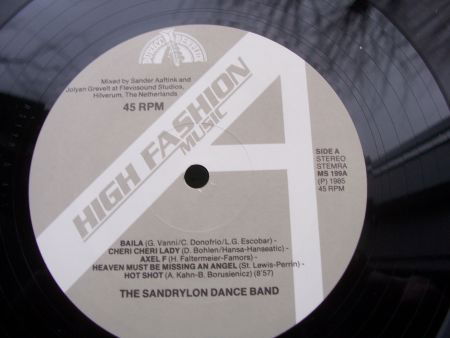 Mixed by Sander Aaftink and
Jolyan Grevelt at Flevosound Studios,
Hilverum, The Netherlands
45 RPM
HIGH FASHION
MUSIC
A
SIDE A
STEREO
STEMRA
MS 199A
(P) 1985
45 RPM
BAILA (G. Vanni/C. Donofrio/L.G. Escobar) -
CHERI CHERI LADY (D. Bohlen/Hansa-Hanseatic) -
AXEL F (H. Faltermeier-Famors) -
HEAVEN MUST BE MISSING AN ANGEL (St. Lewis-Perrin) -
HOT SHOT (A. Kahn-B. Borusienicz) (8'57)
THE SANDRYLON DANCE BAND